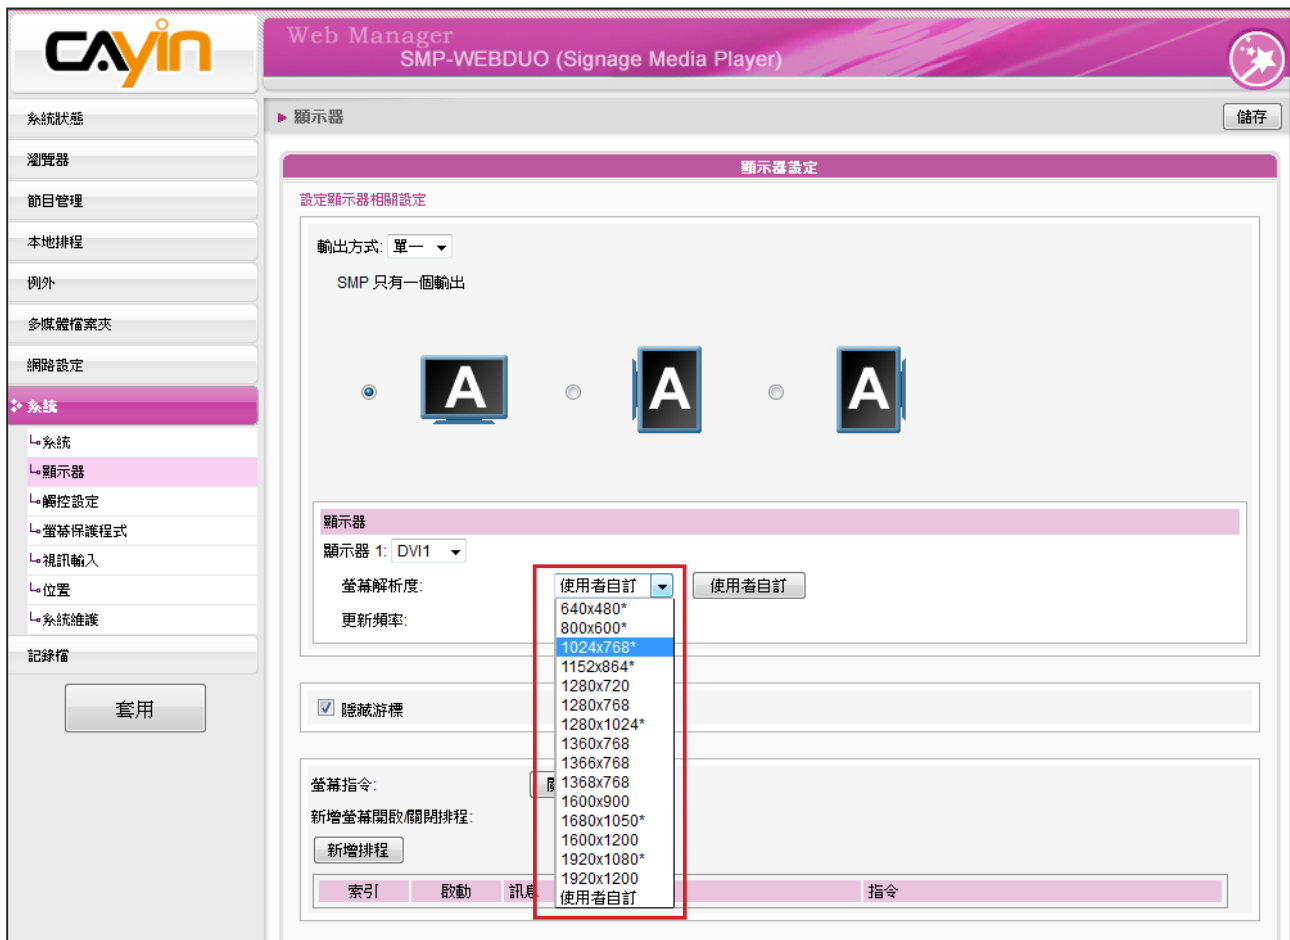 CAYIN
Web Manager
SMP-WEBDUO (Signage Media Player)
系統狀態
瀏覽器
節目管理
本地排程
例外
多媒體檔案夾
網路設定
系統
系統
顯示器
觸控設定
螢幕保護程式
視訊輸入
位置
系統維護
記錄檔
套用
顯示器
儲存
顯示器設定
設定顯示器相關設定
輸出方式: 單一
SMP 只有一個輸出
A A A
顯示器
顯示器 1: DVI1
螢幕解析度: 使用者自訂 使用者自訂
更新頻率:
640x480*
800x600*
1024x768*
1152x864*
1280x720
1280x768
1280x1024*
1360x768
1366x768
1368x768
1600x900
1680x1050*
1600x1200
1920x1080*
1920x1200
使用者自訂
隱藏游標
螢幕指令:
新增螢幕開啟/關閉排程:
新增排程
索引 啟動 訊息 指令